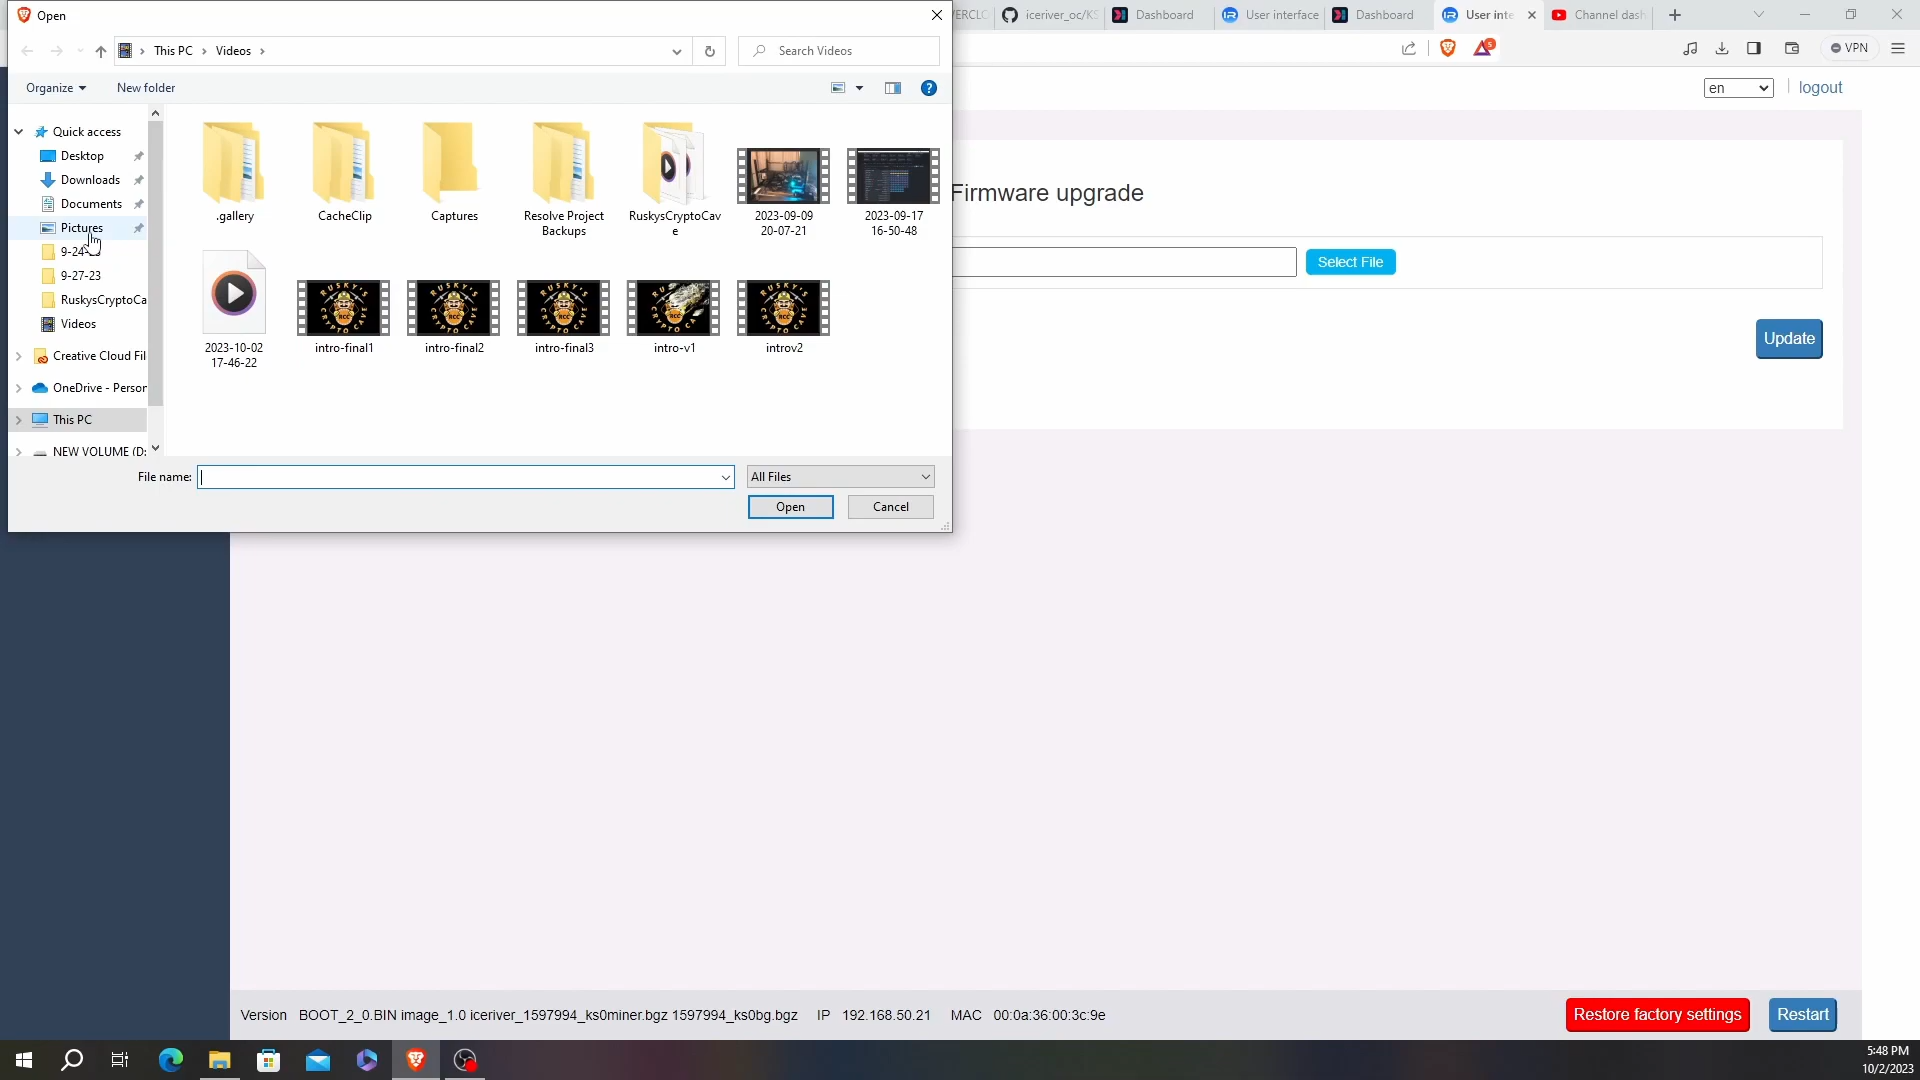 Open
ERCLO
iceriver_oc/KS
Dashboard
User interface
Dashboard
User inte
Channel dash
This PC
Videos
Search Videos
5
VPN
Organize
New folder
en
logout
Quick access
Desktop
Downloads
Documents
Pictures
9-24-
9-27-23
RuskysCryptoCa
Videos
Creative Cloud Fil
OneDrive - Person
This PC
NEW VOLUME (D:
.gallery
CacheClip
Captures
Resolve Project
Backups
RuskysCryptoCav
e
2023-09-09
20-07-21
2023-09-17
16-50-48
2023-10-02
17-46-22
intro-final1
intro-final2
intro-final3
intro-v1
introv2
Firmware upgrade
Select File
Update
File name:
All Files
Open
Cancel
Version BOOT_2_0.BIN image_1.0 iceriver_1597994_ks0miner.bgz 1597994_ks0bg.bgz IP 192.168.50.21 MAC 00:0a:36:00:3c:9e
Restore factory settings
Restart
5:48 PM
10/2/2023